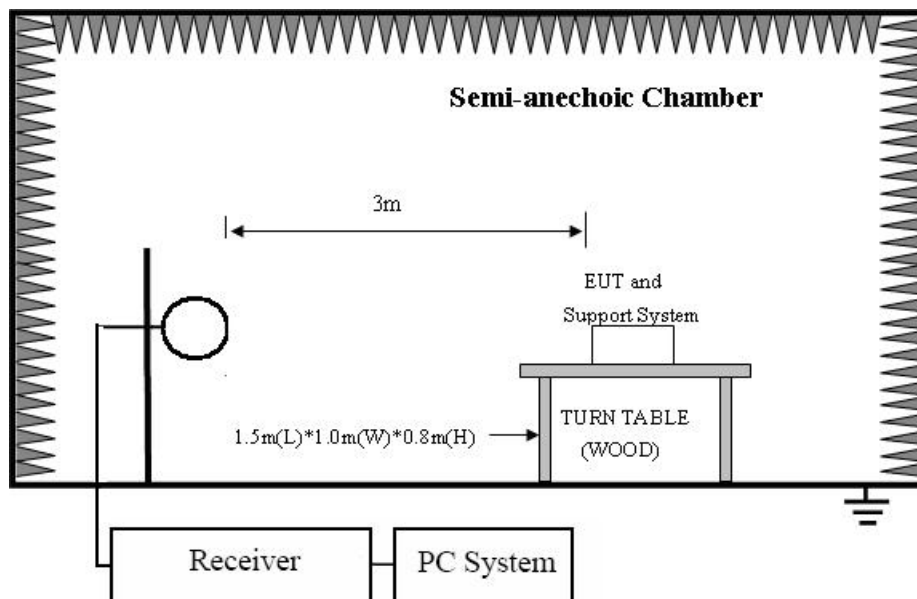 Semi-anechoic Chamber
3m
EUT and
Support System
1.5m(L)*1.0m(W)*0.8m(H)
TURN TABLE
(WOOD)
Receiver
PC System